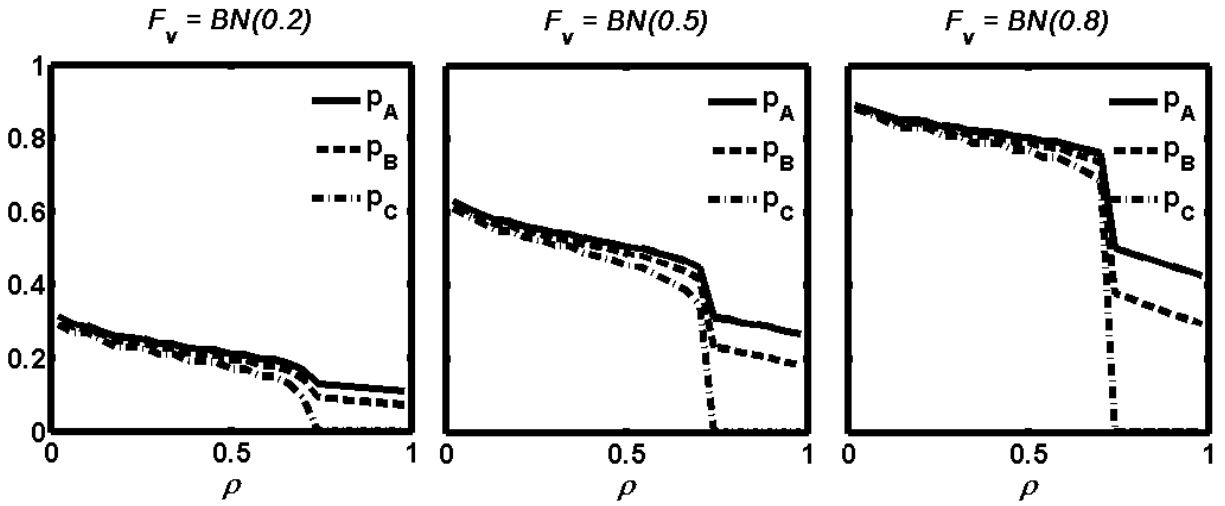 F_v = BN(0.2) F_v = BN(0.5) F_v = BN(0.8)
1
0.8
0.6
0.4
0.2
0
p_A p_A p_A
p_B p_B p_B
p_C p_C p_C
0 0.5 1 0 0.5 1 0 0.5 1
ρ ρ ρ